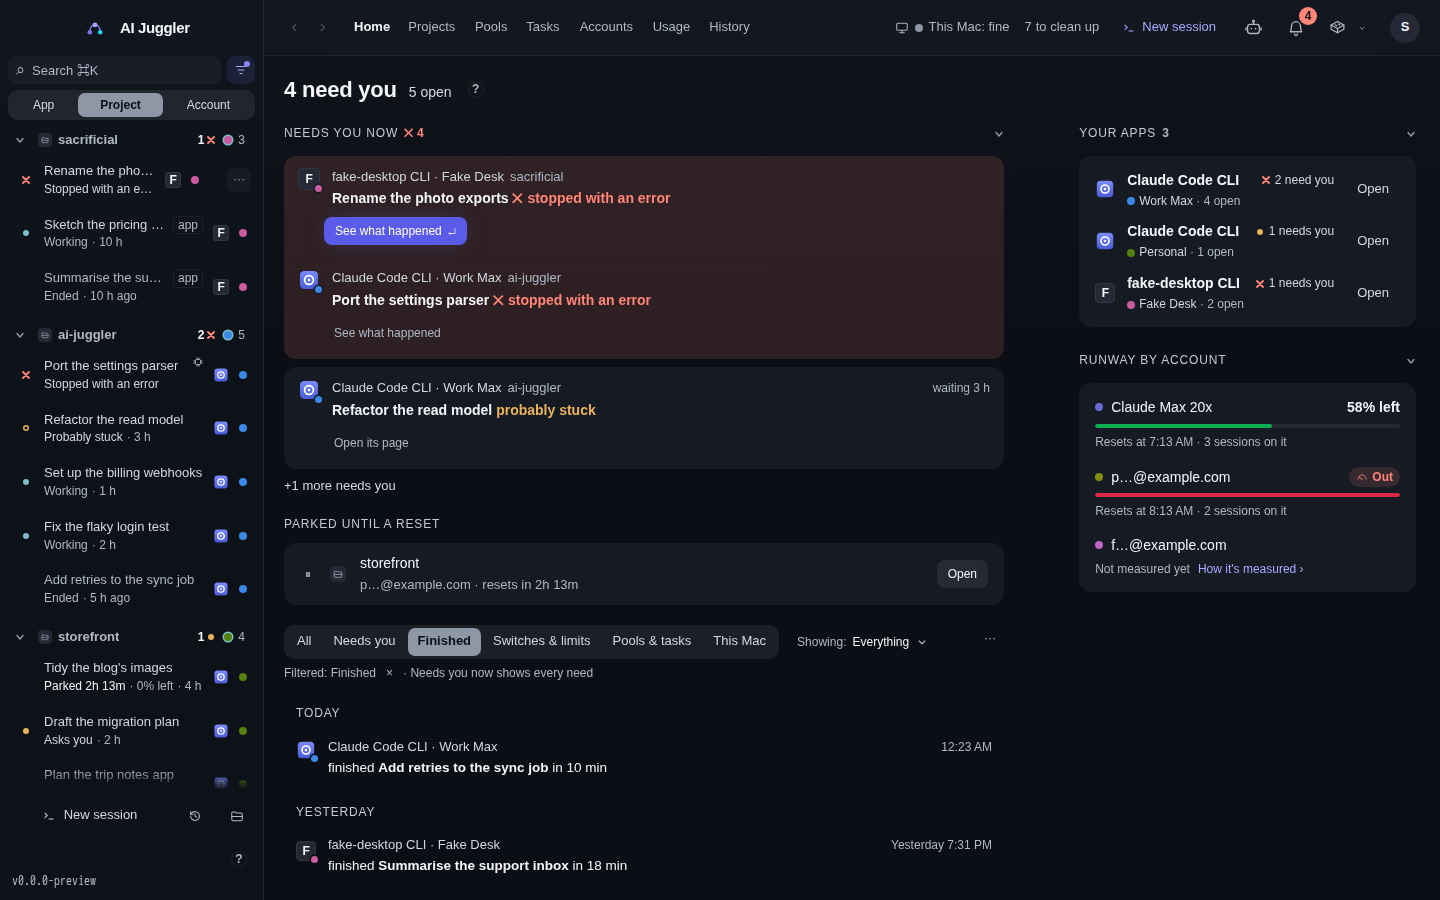 AI Juggler
Search ⌘K
App Project Account
sacrificial 1 3
Rename the pho… F
Stopped with an e…
Sketch the pricing … app F
Working · 10 h
Summarise the su… app F
Ended · 10 h ago
ai-juggler 2 5
Port the settings parser
Stopped with an error
Refactor the read model
Probably stuck · 3 h
Set up the billing webhooks
Working · 1 h
Fix the flaky login test
Working · 2 h
Add retries to the sync job
Ended · 5 h ago
storefront 1 4
Tidy the blog's images
Parked 2h 13m · 0% left · 4 h
Draft the migration plan
Asks you · 2 h
Plan the trip notes app
New session
?
v0.0.0-preview
Home Projects Pools Tasks Accounts Usage History
This Mac: fine 7 to clean up New session 4 S
4 need you 5 open ?
NEEDS YOU NOW 4
F fake-desktop CLI · Fake Desk sacrificial
Rename the photo exports stopped with an error
See what happened
Claude Code CLI · Work Max ai-juggler
Port the settings parser stopped with an error
See what happened
Claude Code CLI · Work Max ai-juggler waiting 3 h
Refactor the read model probably stuck
Open its page
+1 more needs you
PARKED UNTIL A RESET
storefront
p…@example.com · resets in 2h 13m
Open
All Needs you Finished Switches & limits Pools & tasks This Mac Showing: Everything ···
Filtered: Finished × · Needs you now shows every need
TODAY
Claude Code CLI · Work Max 12:23 AM
finished Add retries to the sync job in 10 min
YESTERDAY
F fake-desktop CLI · Fake Desk Yesterday 7:31 PM
finished Summarise the support inbox in 18 min
YOUR APPS 3
Claude Code CLI 2 need you Open
Work Max · 4 open
Claude Code CLI 1 needs you Open
Personal · 1 open
F fake-desktop CLI 1 needs you Open
Fake Desk · 2 open
RUNWAY BY ACCOUNT
Claude Max 20x 58% left
Resets at 7:13 AM · 3 sessions on it
p…@example.com Out
Resets at 8:13 AM · 2 sessions on it
f…@example.com
Not measured yet How it's measured ›